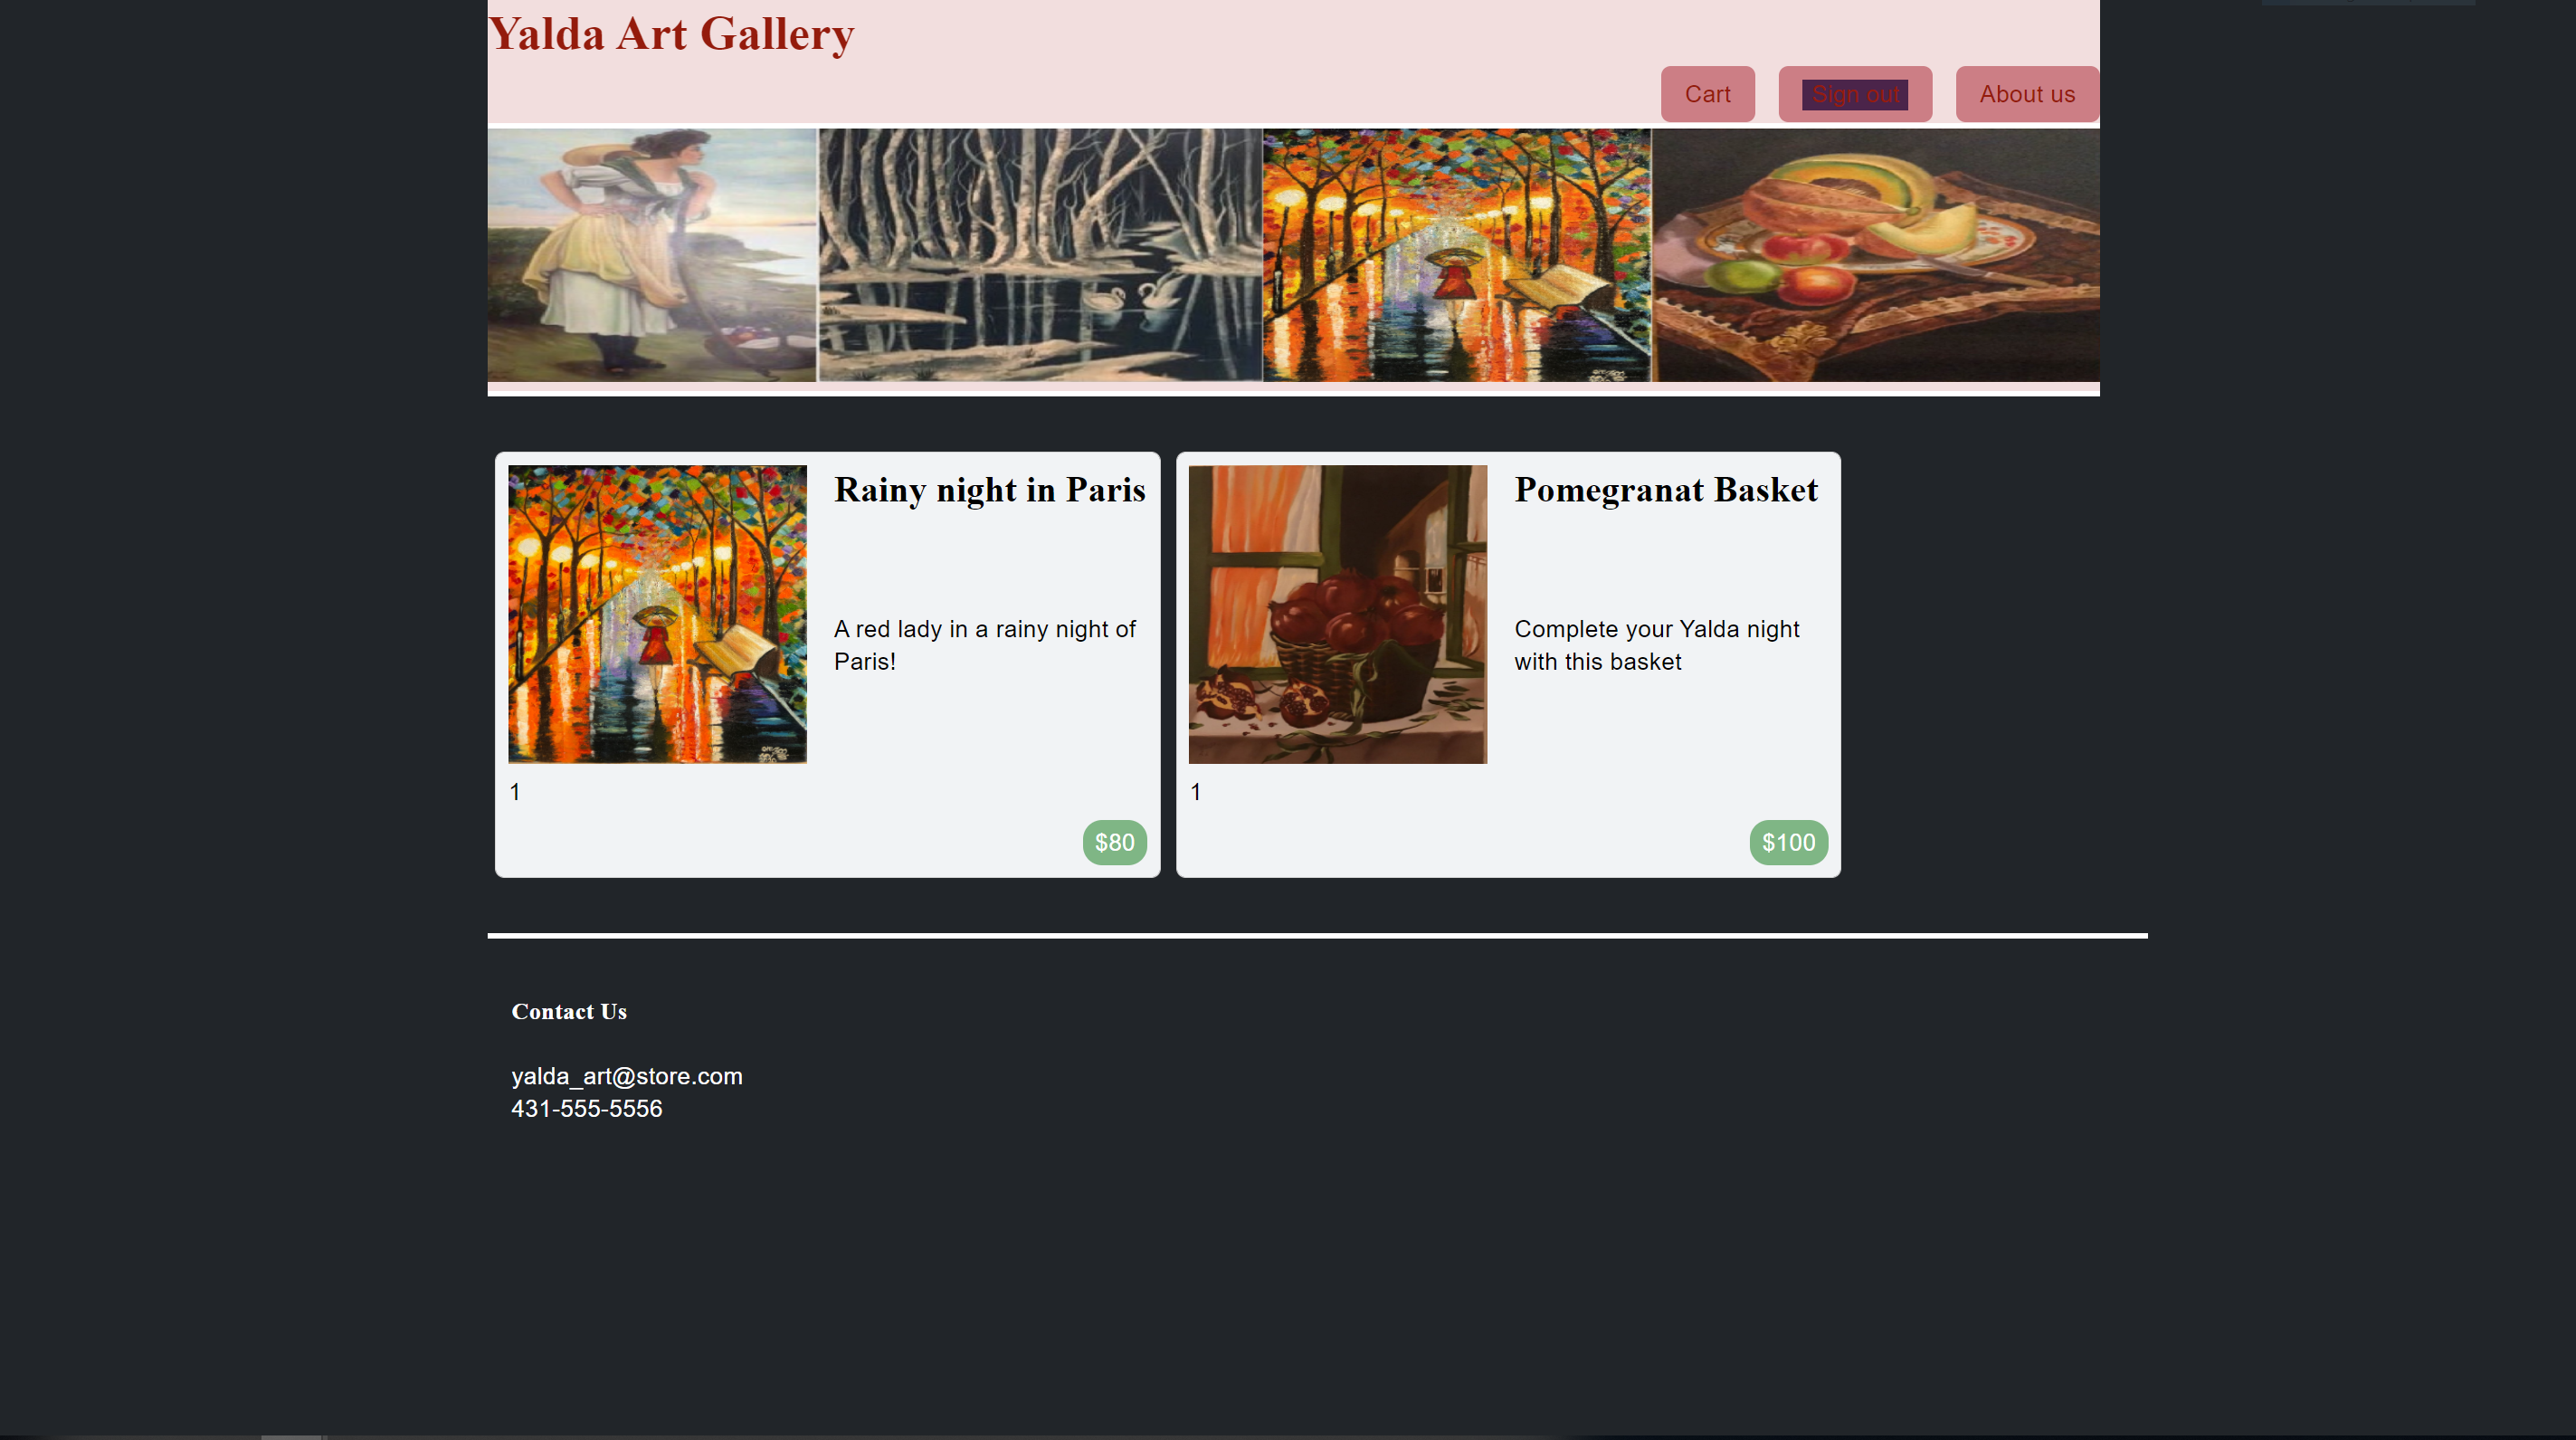 Yalda Art Gallery
Cart
Sign out
About us
Rainy night in Paris
A red lady in a rainy night of
Paris!
1
$80
Pomegranat Basket
Complete your Yalda night
with this basket
1
$100
Contact Us
yalda_art@store.com
431-555-5556